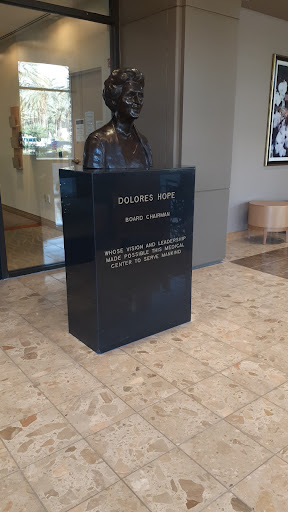 DOLORES HOPE
BOARD CHAIRMAN
WHOSE VISION AND LEADERSHIP
MADE POSSIBLE THIS MEDICAL
CENTER TO SERVE MANKIND